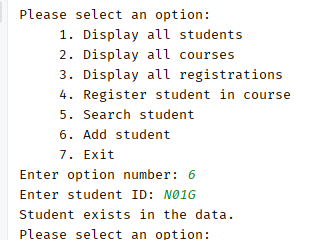 Please select an option:
1. Display all students
2. Display all courses
3. Display all registrations
4. Register student in course
5. Search student
6. Add student
7. Exit
Enter option number: 6
Enter student ID: N01G
Student exists in the data.
Please select an option: